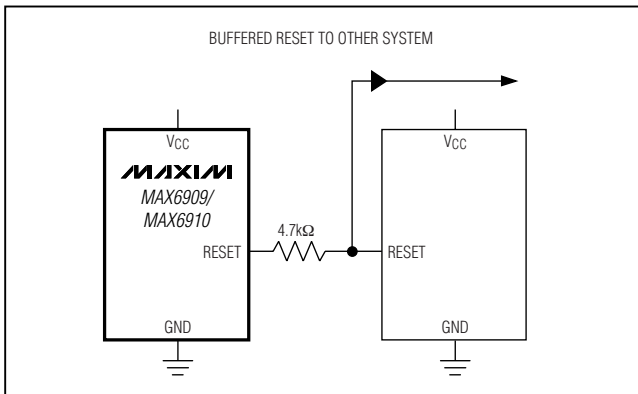 BUFFERED RESET TO OTHER SYSTEM
VCC
MAXIM
MAX6909/
MAX6910
RESET
GND
4.7kΩ
VCC
RESET
GND